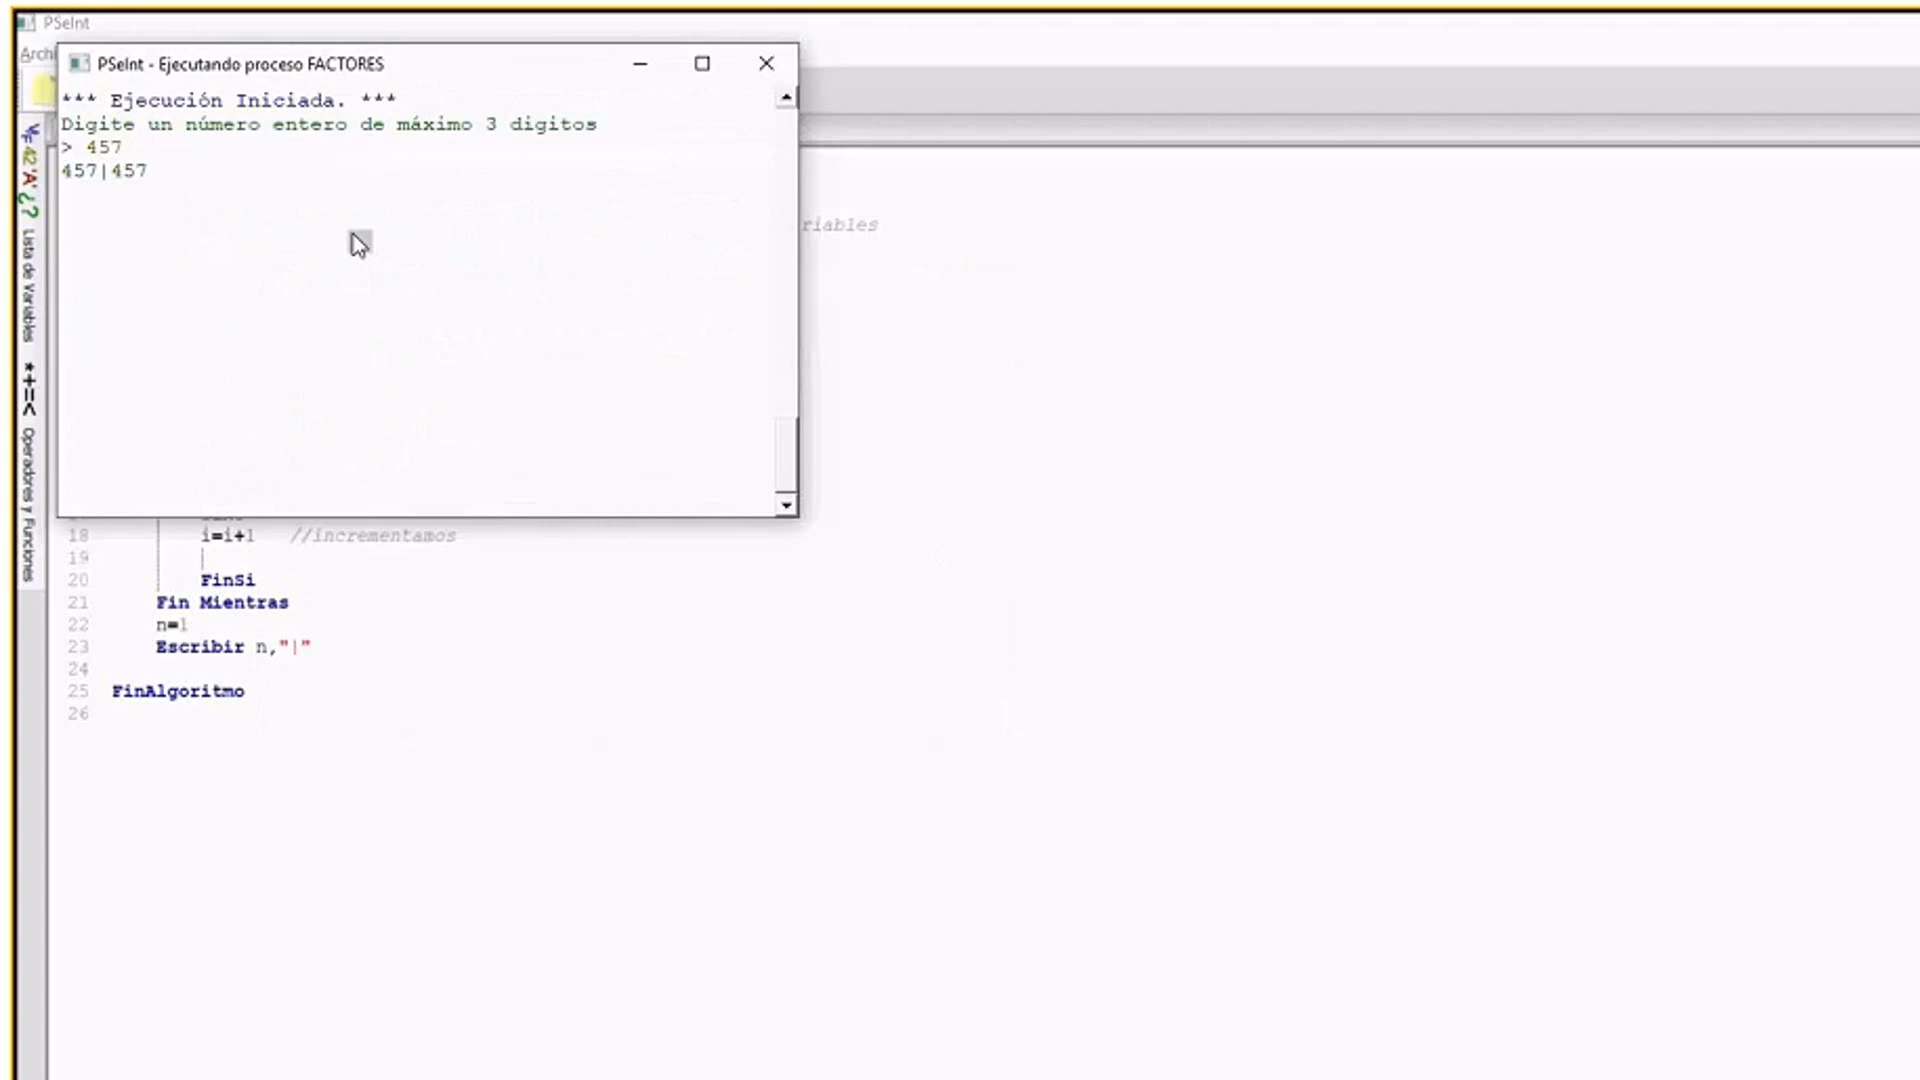 PSeInt
Archi
PSeInt - Ejecutando proceso FACTORES
*** Ejecución Iniciada. ***
Digite un número entero de máximo 3 digitos
> 457
457|457
riables
42 'A' ¿?
Lista de Variables
*+=<
Operadores y Funciones
18 i=i+1 //incrementamos
19
20 FinSi
21 Fin Mientras
22 n=1
23 Escribir n,"|"
24
25 FinAlgoritmo
26